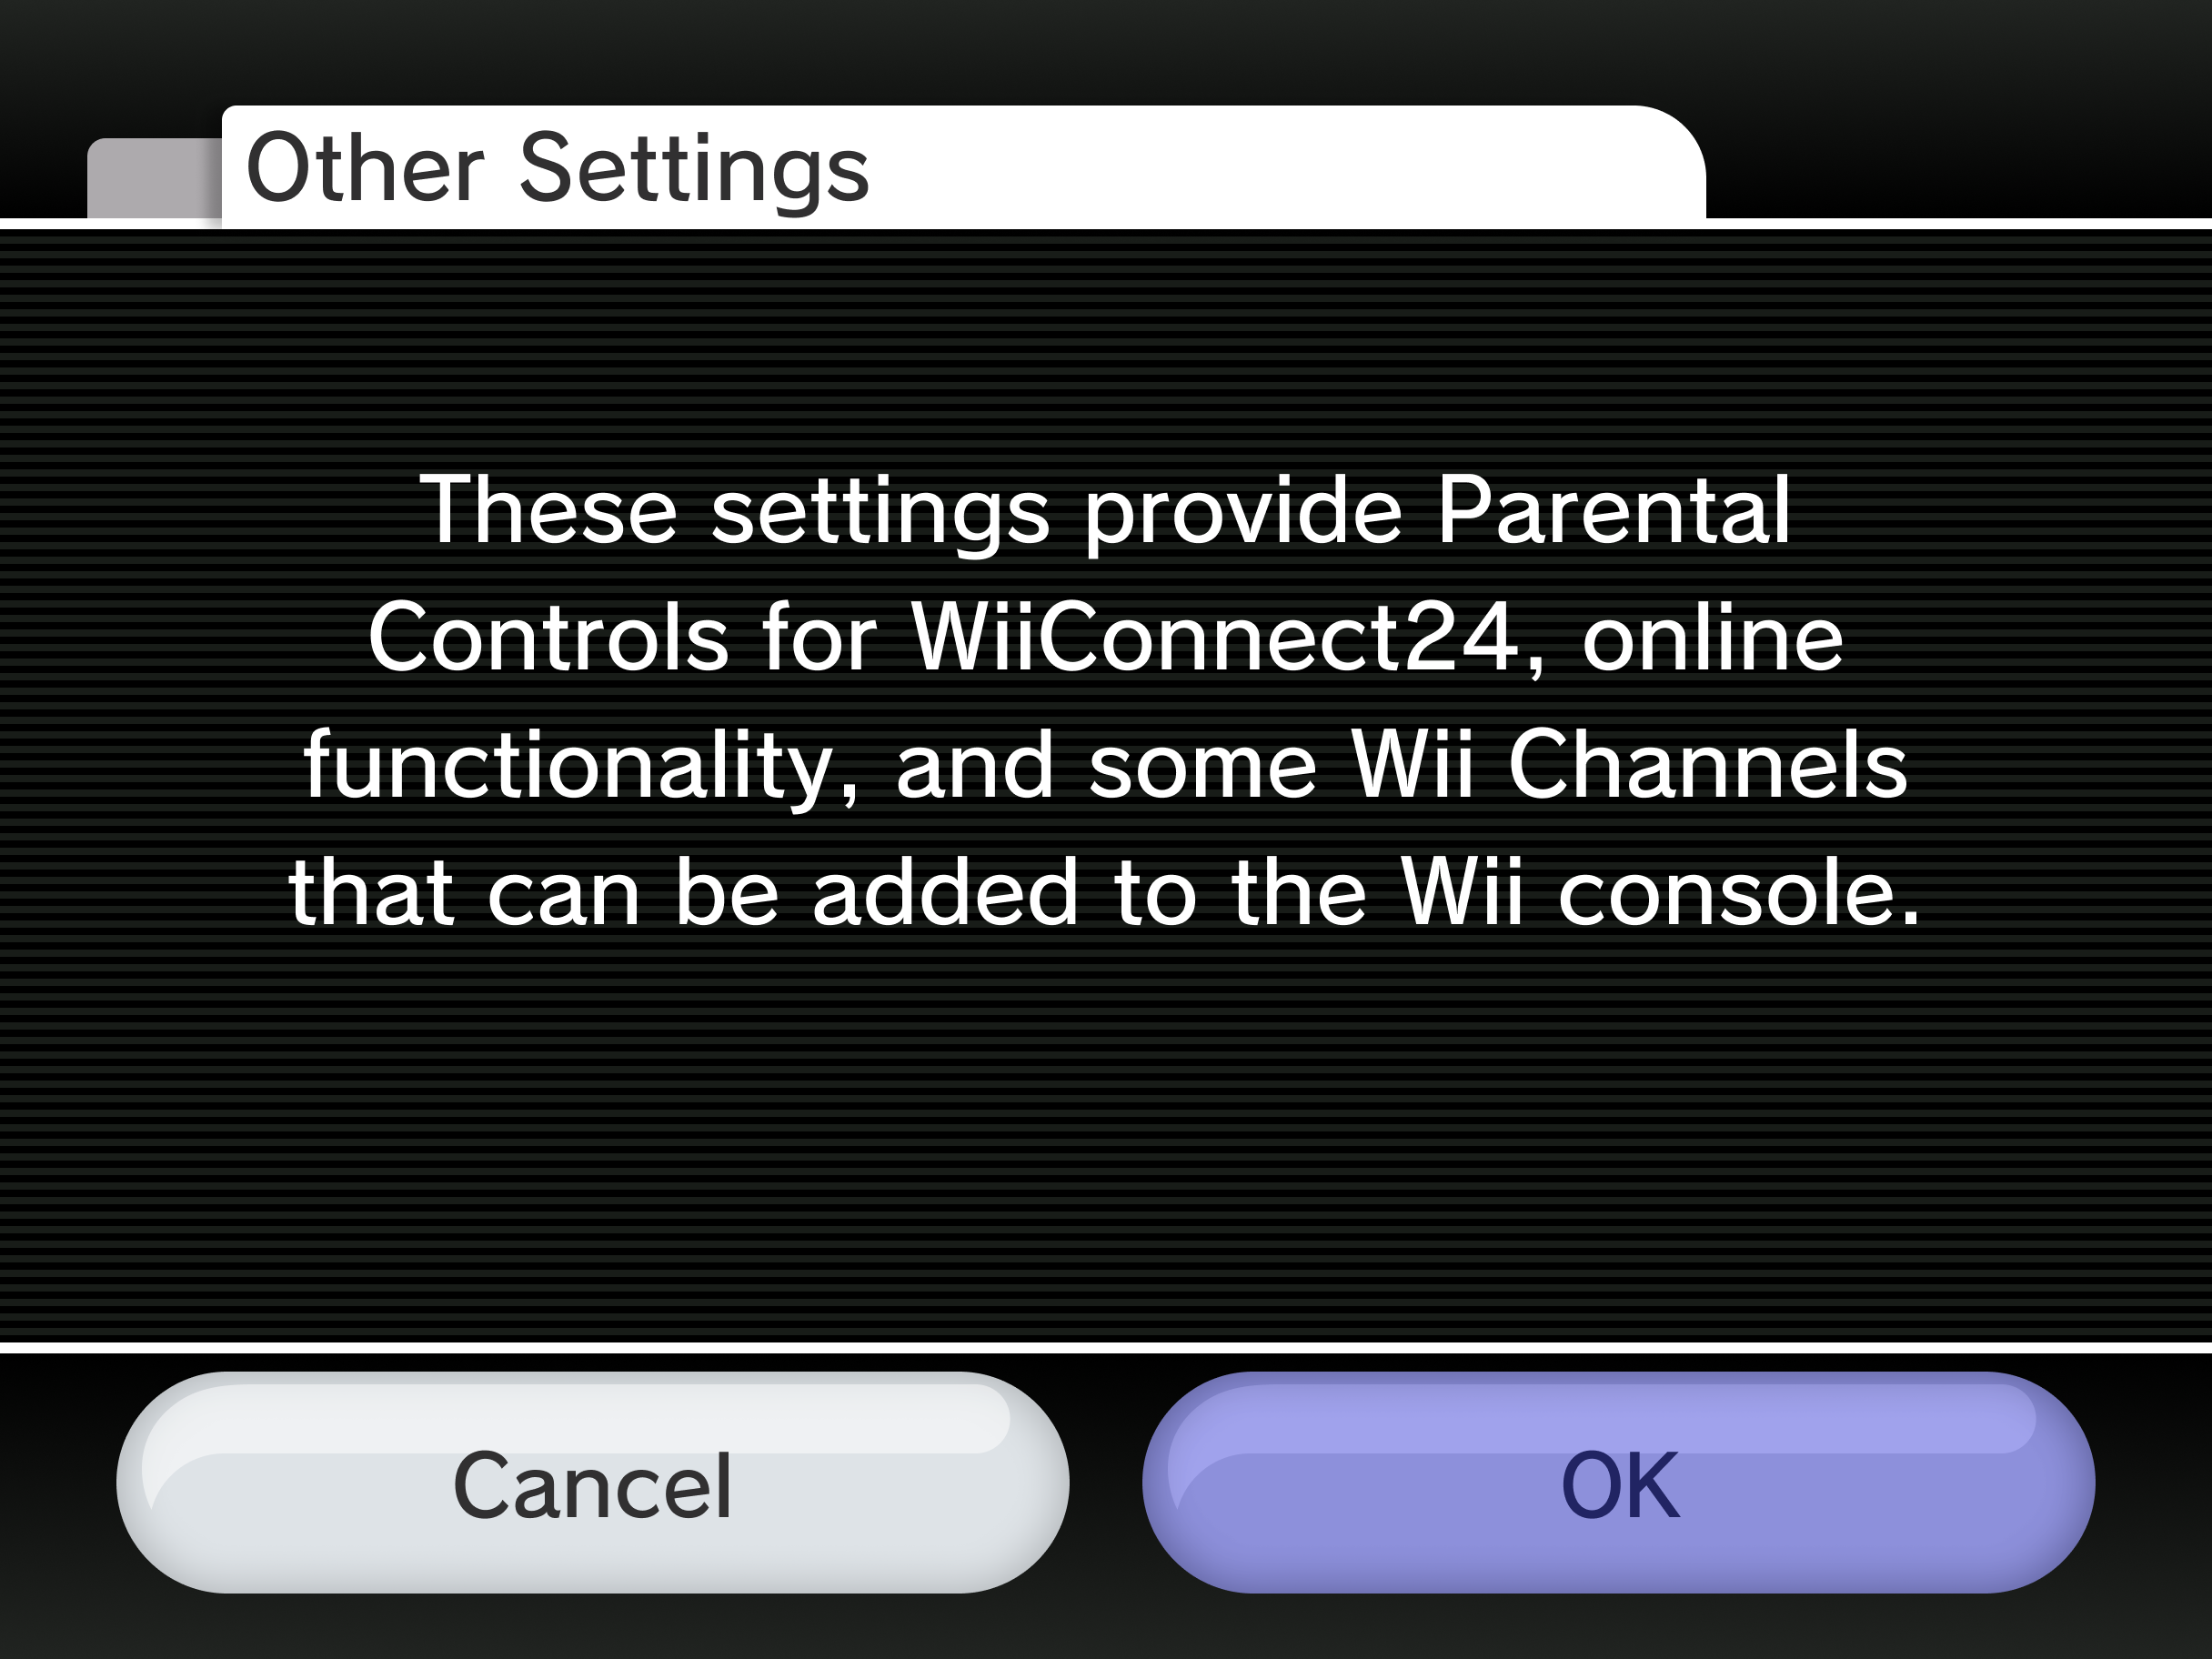 Other Settings
These settings provide Parental
Controls for WiiConnect24, online
functionality, and some Wii Channels
that can be added to the Wii console.
Cancel
OK